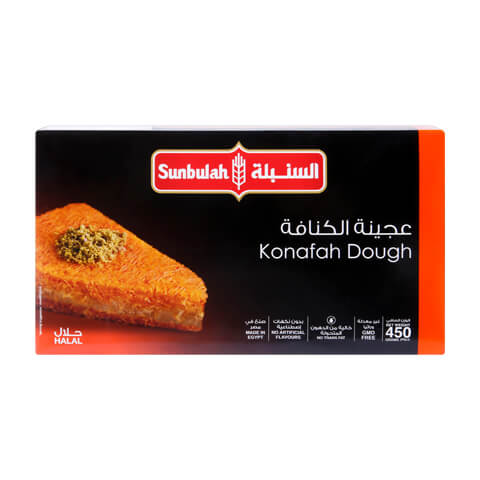 Sunbulah السنبلة
عجينة الكنافة
Konafah Dough
حلال
HALAL
صنع في
مصر
MADE IN
EGYPT
بدون نكهات
إصطناعية
NO ARTIFICIAL
FLAVOURS
خالية من الدهون
المتحولة
NO TRANS FAT
غير معدلة
وراثيا
GMO
FREE
الوزن الصافي
NET WEIGHT
450